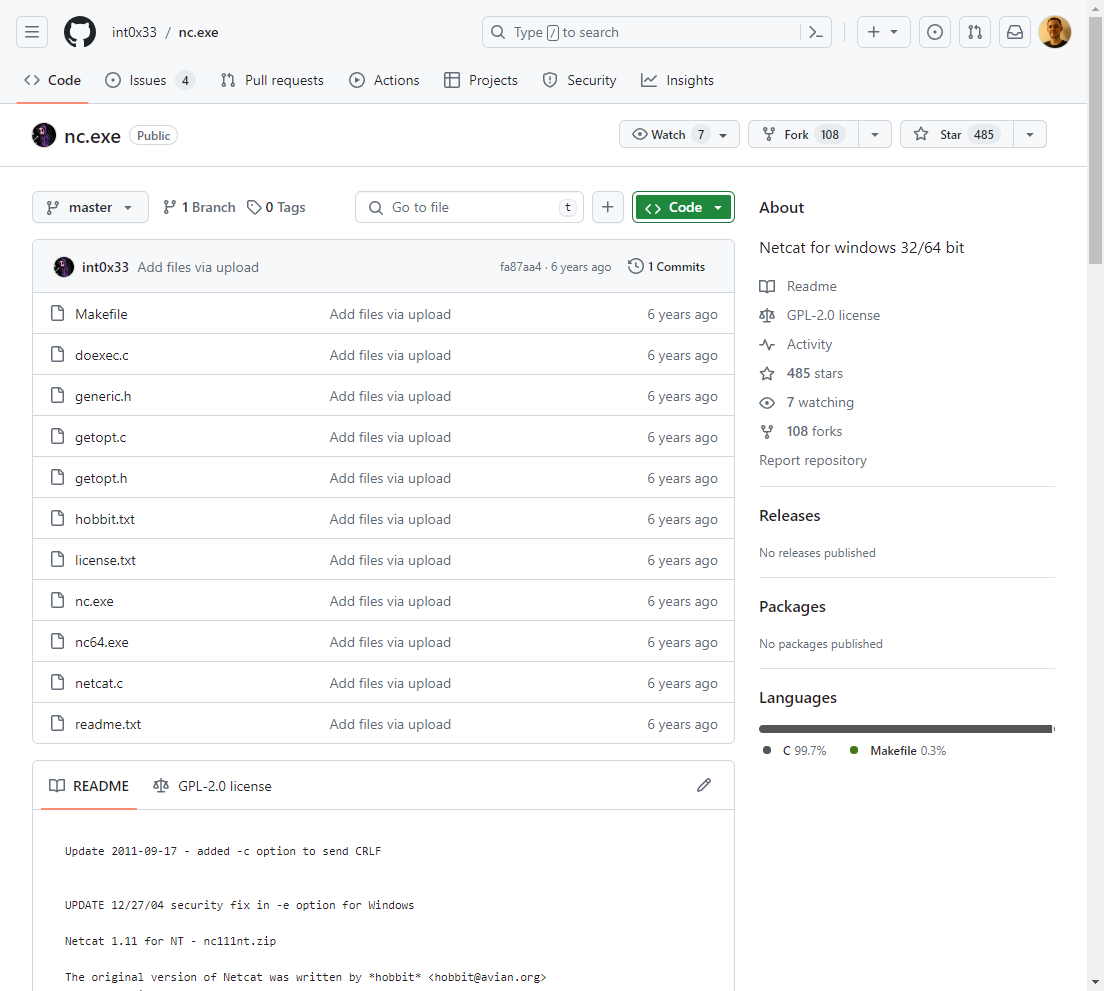 int0x33 / nc.exe
Type / to search
Code Issues 4 Pull requests Actions Projects Security Insights
nc.exe Public
Watch 7 Fork 108 Star 485
master 1 Branch 0 Tags Go to file t Code
int0x33 Add files via upload fa87aa4 · 6 years ago 1 Commits
Makefile Add files via upload 6 years ago
doexec.c Add files via upload 6 years ago
generic.h Add files via upload 6 years ago
getopt.c Add files via upload 6 years ago
getopt.h Add files via upload 6 years ago
hobbit.txt Add files via upload 6 years ago
license.txt Add files via upload 6 years ago
nc.exe Add files via upload 6 years ago
nc64.exe Add files via upload 6 years ago
netcat.c Add files via upload 6 years ago
readme.txt Add files via upload 6 years ago
README GPL-2.0 license
Update 2011-09-17 - added -c option to send CRLF
UPDATE 12/27/04 security fix in -e option for Windows
Netcat 1.11 for NT - nc111nt.zip
The original version of Netcat was written by *hobbit* <hobbit@avian.org>
About
Netcat for windows 32/64 bit
Readme
GPL-2.0 license
Activity
485 stars
7 watching
108 forks
Report repository
Releases
No releases published
Packages
No packages published
Languages
C 99.7% Makefile 0.3%